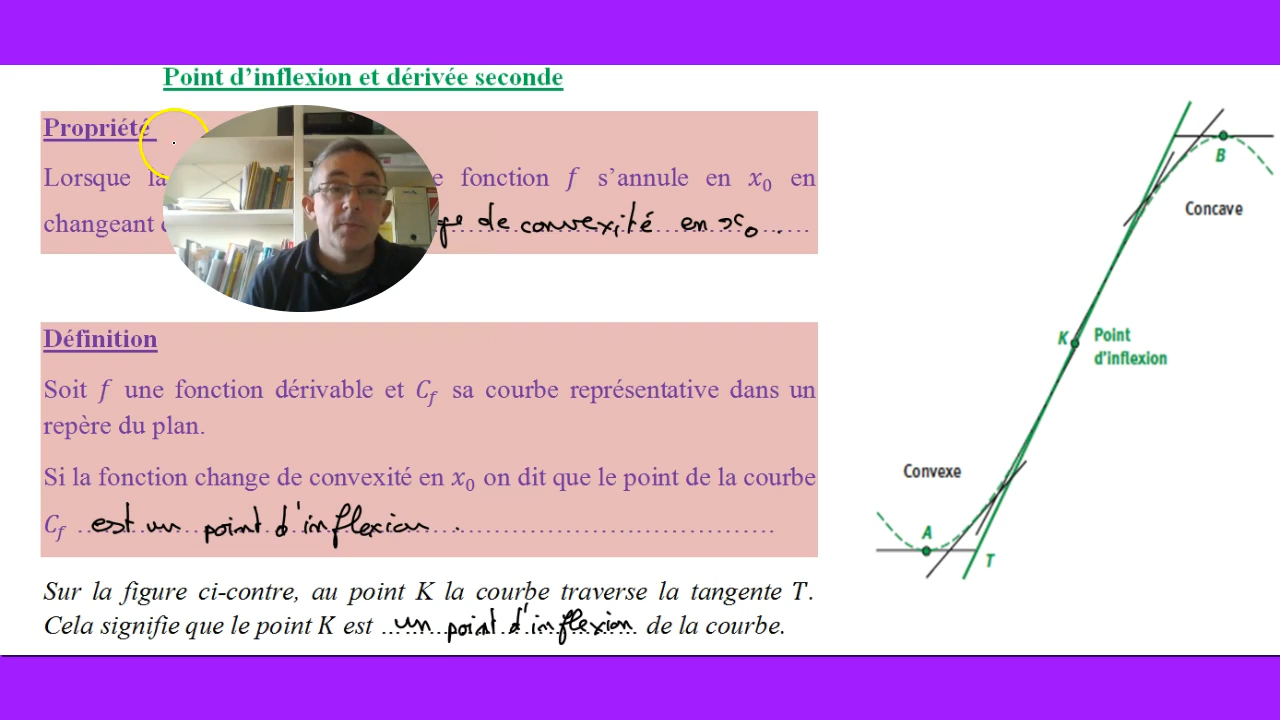 Point d'inflexion et dérivée seconde
Propriété
Lorsque la fonction f s'annule en x₀ en
changeant de convexité en x₀ .
Définition
Soit f une fonction dérivable et Cf sa courbe représentative dans un
repère du plan.
Si la fonction change de convexité en x₀ on dit que le point de la courbe
Cf est un point d'inflexion .
Sur la figure ci-contre, au point K la courbe traverse la tangente T.
Cela signifie que le point K est un point d'inflexion de la courbe.
B
Concave
K Point
d'inflexion
Convexe
A
T